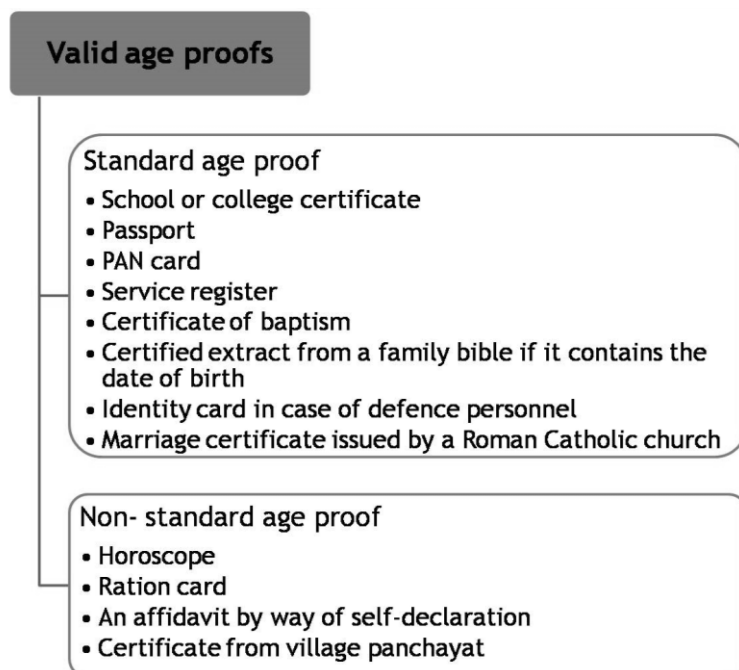 Valid age proofs
Standard age proof
• School or college certificate
• Passport
• PAN card
• Service register
• Certificate of baptism
• Certified extract from a family bible if it contains the
date of birth
• Identity card in case of defence personnel
• Marriage certificate issued by a Roman Catholic church
Non- standard age proof
• Horoscope
• Ration card
• An affidavit by way of self-declaration
• Certificate from village panchayat